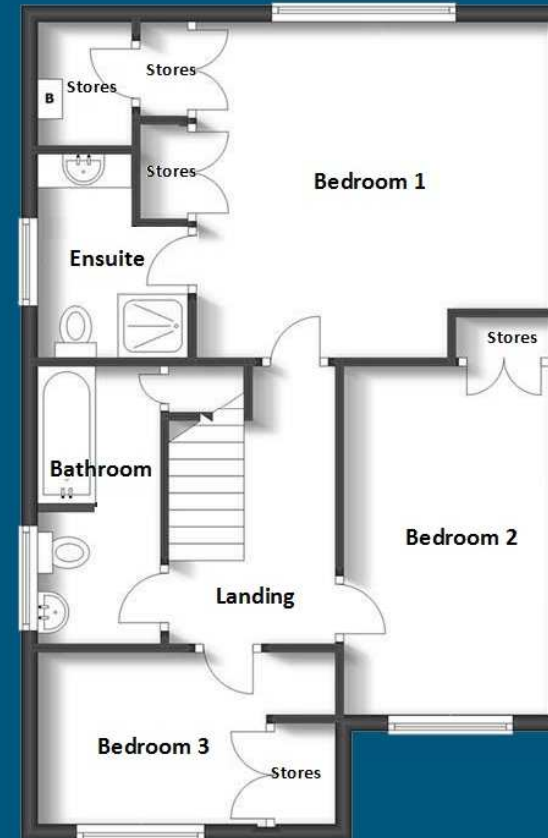 Stores
B
Stores
Stores
Bedroom 1
Ensuite
Stores
Bathroom
Bedroom 2
Landing
Bedroom 3
Stores